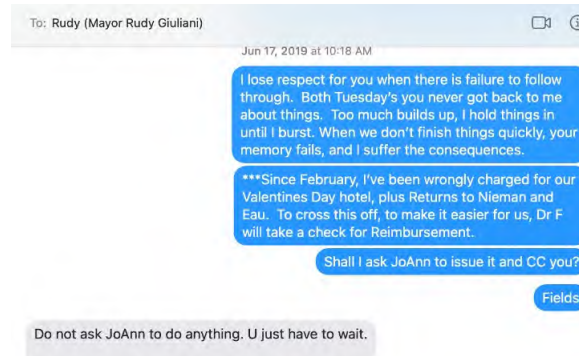 To: Rudy (Mayor Rudy Giuliani)
Jun 17, 2019 at 10:18 AM
I lose respect for you when there is failure to follow
through. Both Tuesday's you never got back to me
about things. Too much builds up, I hold things in
until I burst. When we don't finish things quickly, your
memory fails, and I suffer the consequences.
***Since February, I've been wrongly charged for our
Valentines Day hotel, plus Returns to Nieman and
Eau. To cross this off, to make it easier for us, Dr F
will take a check for Reimbursement.
Shall I ask JoAnn to issue it and CC you?
Fields
Do not ask JoAnn to do anything. U just have to wait.